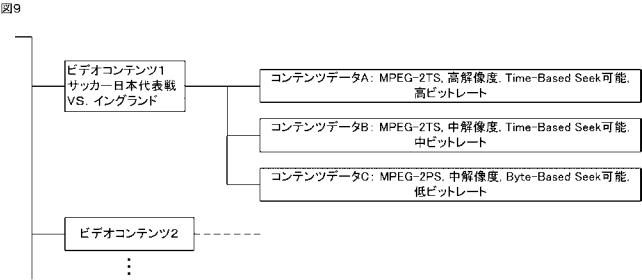 図9
ビデオコンテンツ1
サッカー日本代表戦
VS. イングランド
コンテンツデータA: MPEG-2TS, 高解像度, Time-Based Seek可能,
高ビットレート
コンテンツデータB: MPEG-2TS, 中解像度, Time-Based Seek可能,
中ビットレート
コンテンツデータC: MPEG-2PS, 中解像度, Byte-Based Seek可能,
低ビットレート
ビデオコンテンツ2